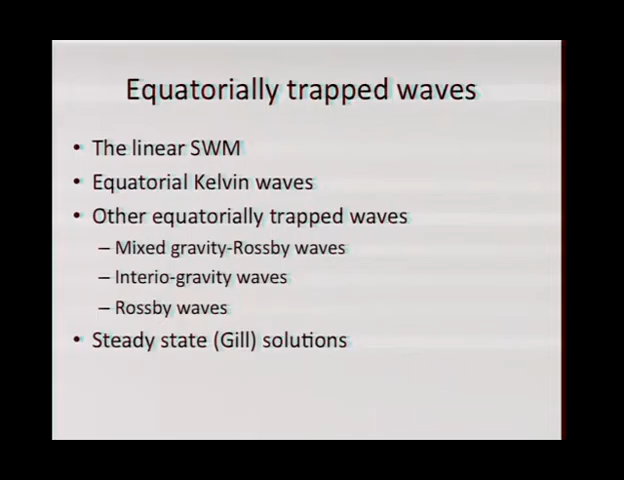 Equatorially trapped waves
• The linear SWM
• Equatorial Kelvin waves
• Other equatorially trapped waves
– Mixed gravity-Rossby waves
– Interio-gravity waves
– Rossby waves
• Steady state (Gill) solutions